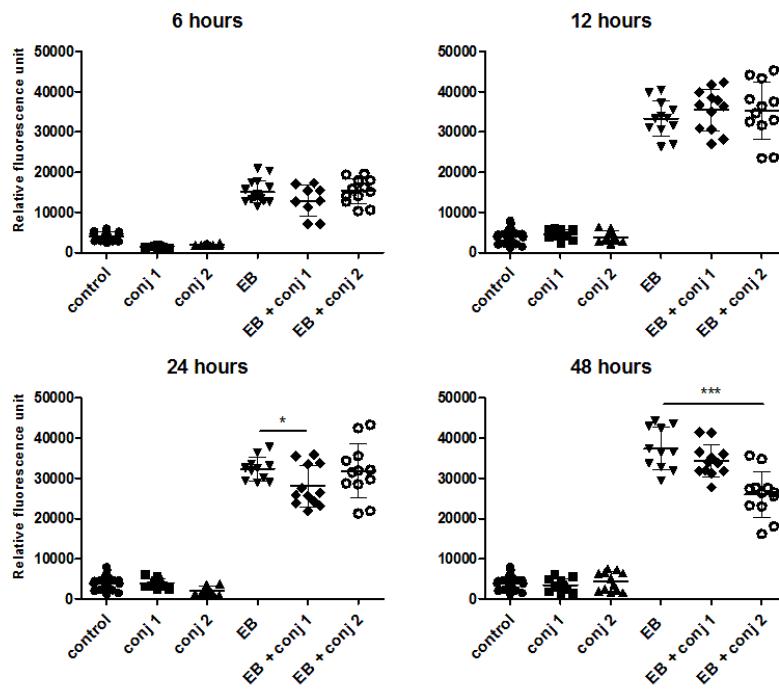 6 hours
Relative fluorescence unit
50000
40000
30000
20000
10000
0
control
conj 1
conj 2
EB
EB + conj 1
EB + conj 2
12 hours
50000
40000
30000
20000
10000
0
control
conj 1
conj 2
EB
EB + conj 1
EB + conj 2
24 hours
Relative fluorescence unit
50000
40000
30000
20000
10000
0
*
control
conj 1
conj 2
EB
EB + conj 1
EB + conj 2
48 hours
50000
40000
30000
20000
10000
0
***
control
conj 1
conj 2
EB
EB + conj 1
EB + conj 2